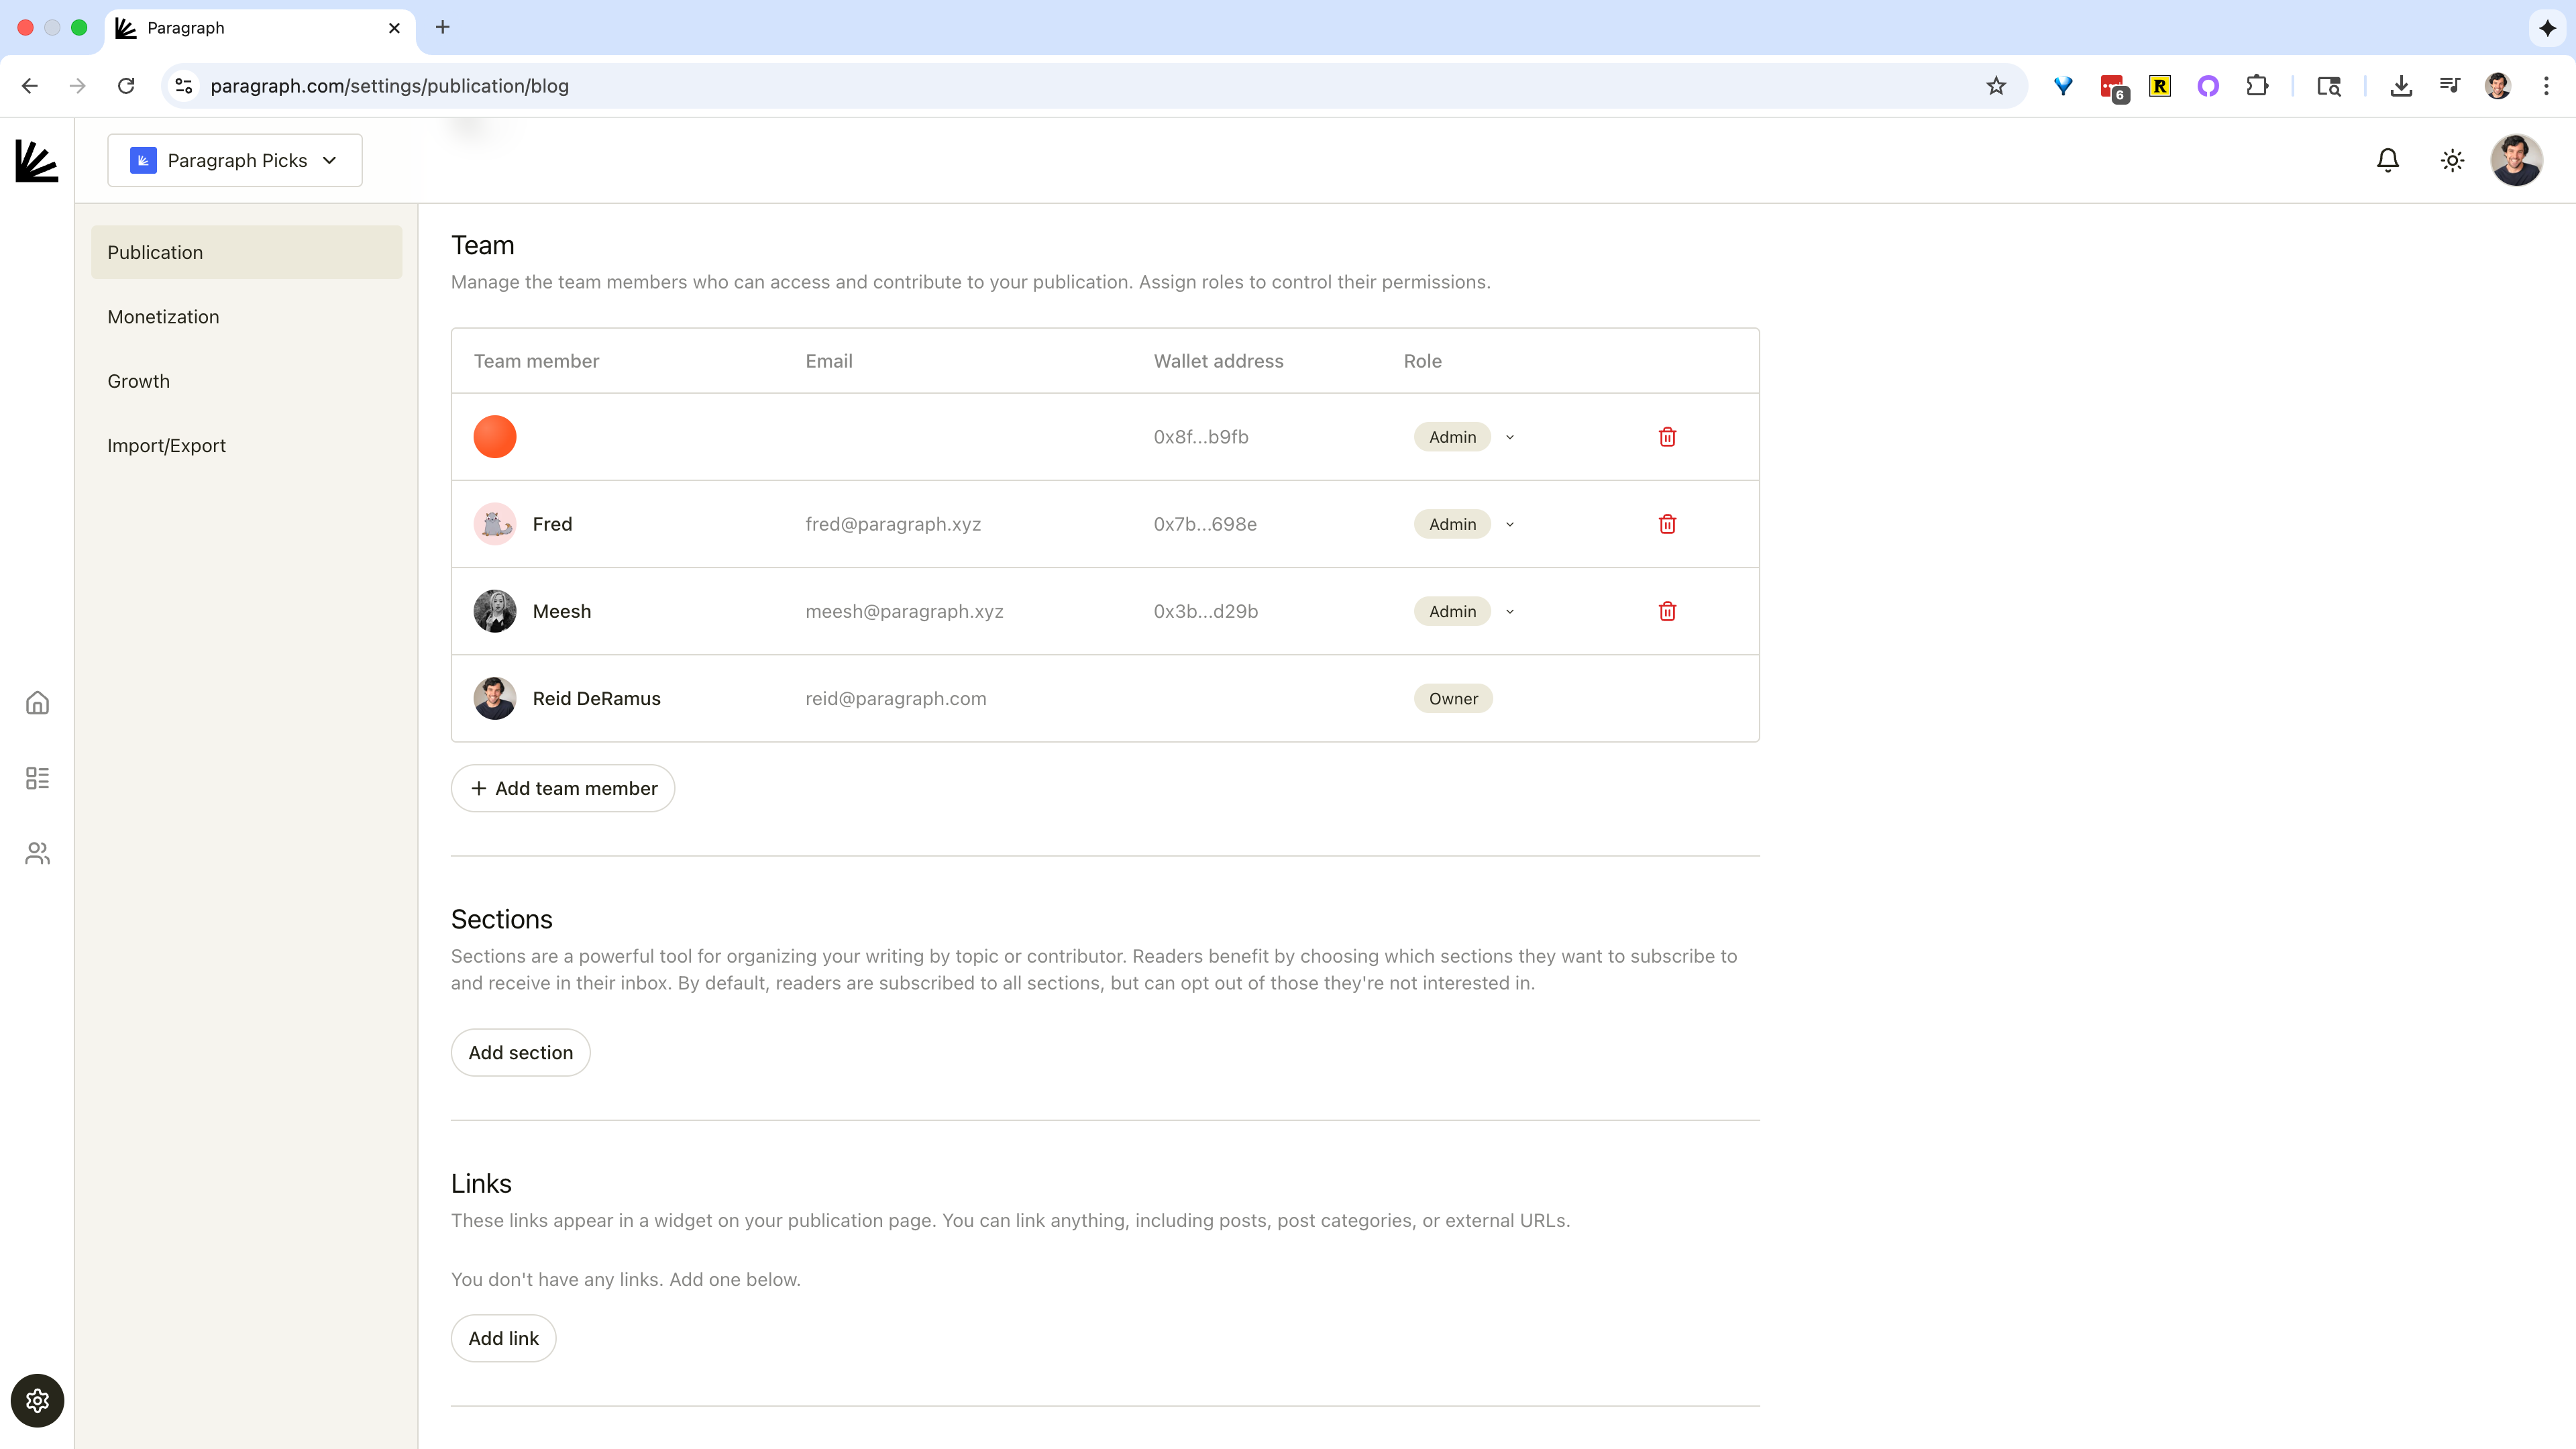 Paragraph
paragraph.com/settings/publication/blog
R
6
Paragraph Picks
Publication
Monetization
Growth
Import/Export
Team
Manage the team members who can access and contribute to your publication. Assign roles to control their permissions.
Team member Email Wallet address Role
0x8f...b9fb Admin
Fred fred@paragraph.xyz 0x7b...698e Admin
Meesh meesh@paragraph.xyz 0x3b...d29b Admin
Reid DeRamus reid@paragraph.com Owner
+ Add team member
Sections
Sections are a powerful tool for organizing your writing by topic or contributor. Readers benefit by choosing which sections they want to subscribe to
and receive in their inbox. By default, readers are subscribed to all sections, but can opt out of those they're not interested in.
Add section
Links
These links appear in a widget on your publication page. You can link anything, including posts, post categories, or external URLs.
You don't have any links. Add one below.
Add link